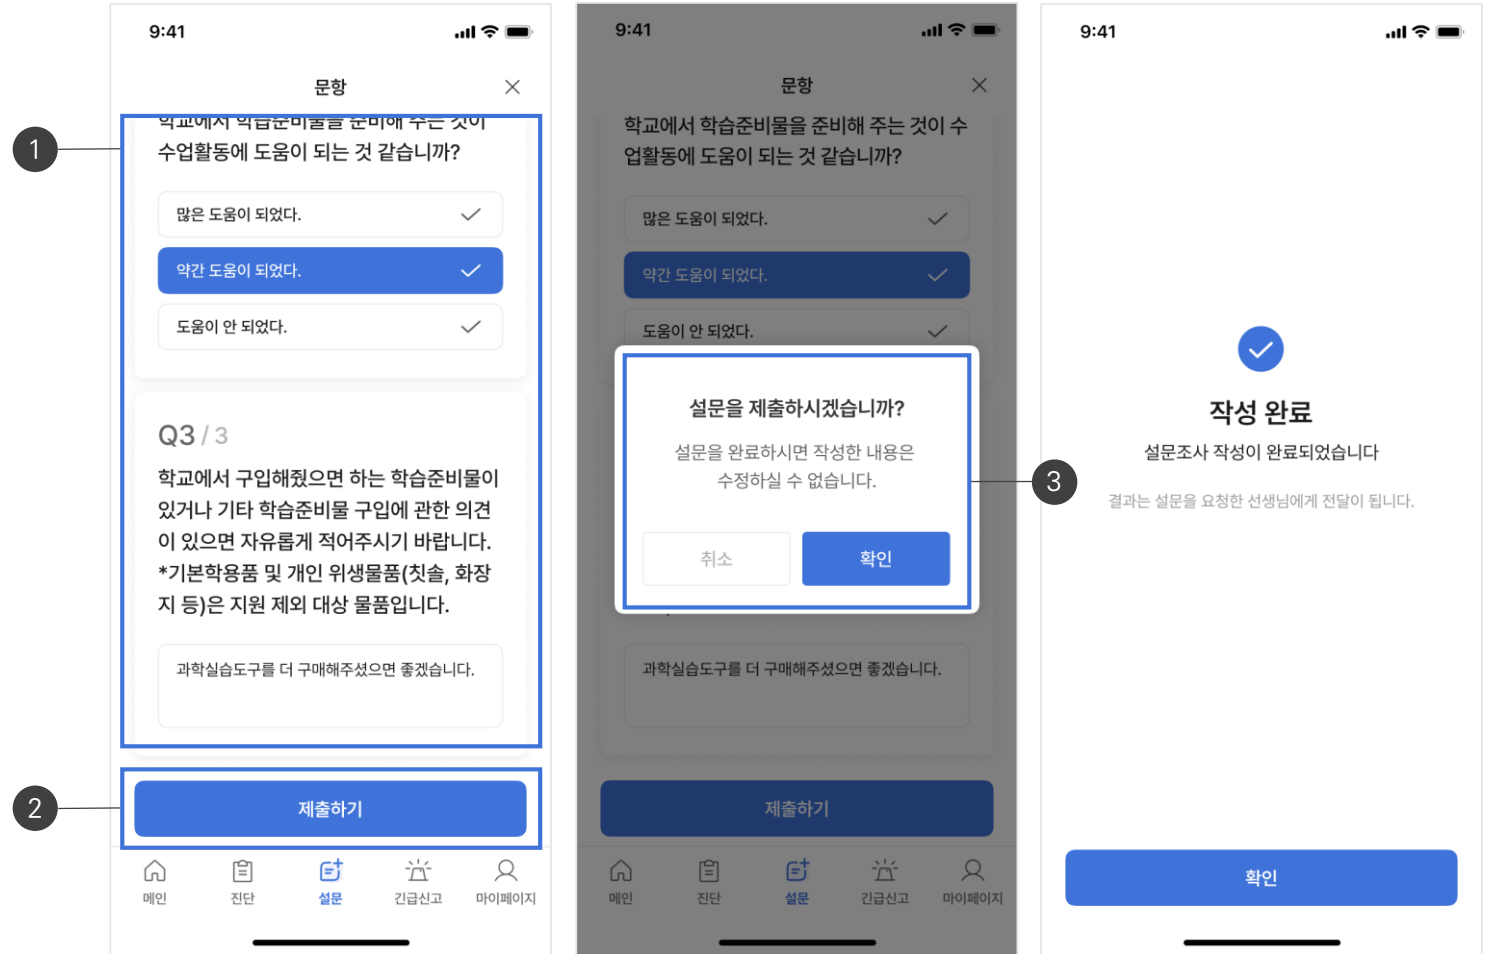 9:41
문항
1
학교에서 학습준비물을 준비해 주는 것이
수업활동에 도움이 되는 것 같습니까?
많은 도움이 되었다.
약간 도움이 되었다.
도움이 안 되었다.
Q3 / 3
학교에서 구입해줬으면 하는 학습준비물이
있거나 기타 학습준비물 구입에 관한 의견
이 있으면 자유롭게 적어주시기 바랍니다.
*기본학용품 및 개인 위생물품(칫솔, 화장
지 등)은 지원 제외 대상 물품입니다.
과학실습도구를 더 구매해주셨으면 좋겠습니다.
2
제출하기
메인 진단 설문 긴급신고 마이페이지
9:41
문항
학교에서 학습준비물을 준비해 주는 것이 수
업활동에 도움이 되는 것 같습니까?
많은 도움이 되었다.
약간 도움이 되었다.
도움이 안 되었다.
설문을 제출하시겠습니까?
설문을 완료하시면 작성한 내용은
수정하실 수 없습니다.
3
취소 확인
과학실습도구를 더 구매해주셨으면 좋겠습니다.
제출하기
메인 진단 설문 긴급신고 마이페이지
9:41
작성 완료
설문조사 작성이 완료되었습니다
결과는 설문을 요청한 선생님에게 전달이 됩니다.
확인